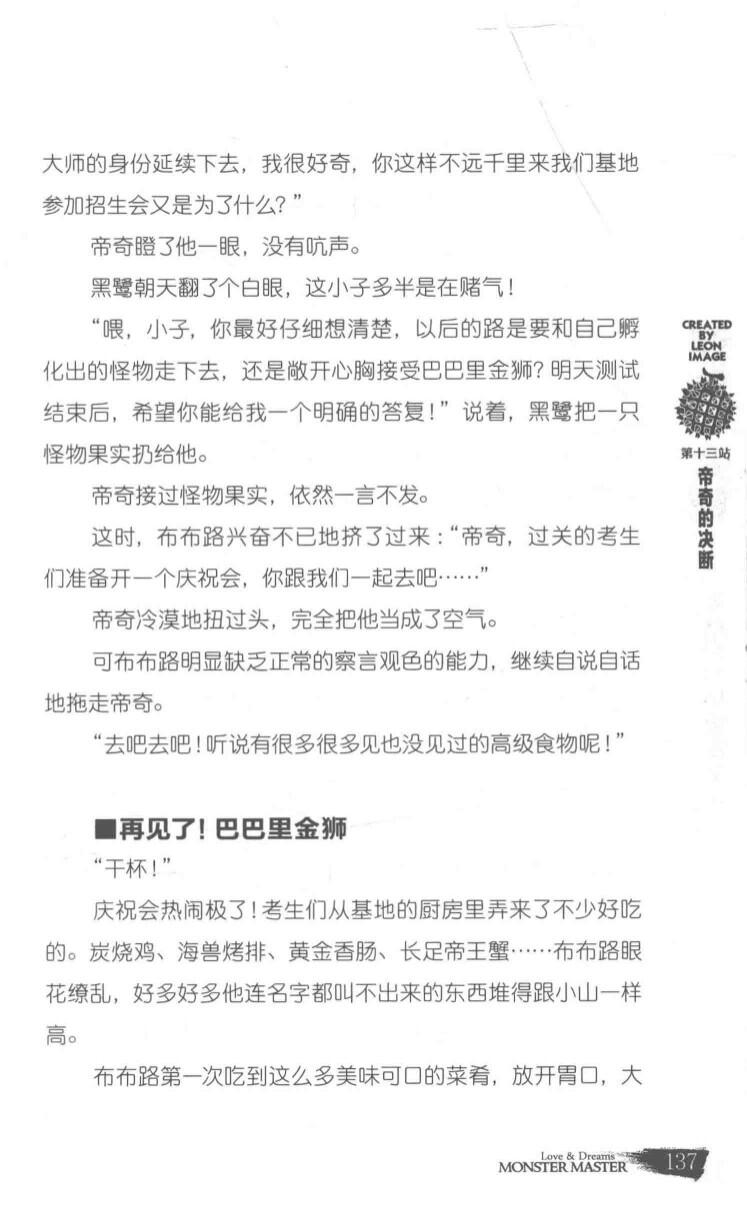 大师的身份延续下去，我很好奇，你这样不远千里来我们基地
参加招生会又是为了什么？”
帝奇瞪了他一眼，没有吭声。
黑鹭朝天翻了个白眼，这小子多半是在赌气！
“喂，小子，你最好仔细想清楚，以后的路是要和自己孵
化出的怪物走下去，还是敞开心胸接受巴巴里金狮？明天测试
结束后，希望你能给我一个明确的答复！”说着，黑鹭把一只
怪物果实扔给他。
帝奇接过怪物果实，依然一言不发。
这时，布布路兴奋不已地挤了过来：“帝奇，过关的考生
们准备开一个庆祝会，你跟我们一起去吧……”
帝奇冷漠地扭过头，完全把他当成了空气。
可布布路明显缺乏正常的察言观色的能力，继续自说自话
地拖走帝奇。
“去吧去吧！听说有很多很多见也没见过的高级食物呢！”
■再见了！巴巴里金狮
“干杯！”
庆祝会热闹极了！考生们从基地的厨房里弄来了不少好吃
的。炭烧鸡、海兽烤排、黄金香肠、长足帝王蟹……布布路眼
花缭乱，好多好多他连名字都叫不出来的东西堆得跟小山一样
高。
布布路第一次吃到这么多美味可口的菜肴，放开胃口，大
CREATED
BY
LEON
IMAGE
第十三站
帝奇的决断
Love & Dreams
MONSTER MASTER
137